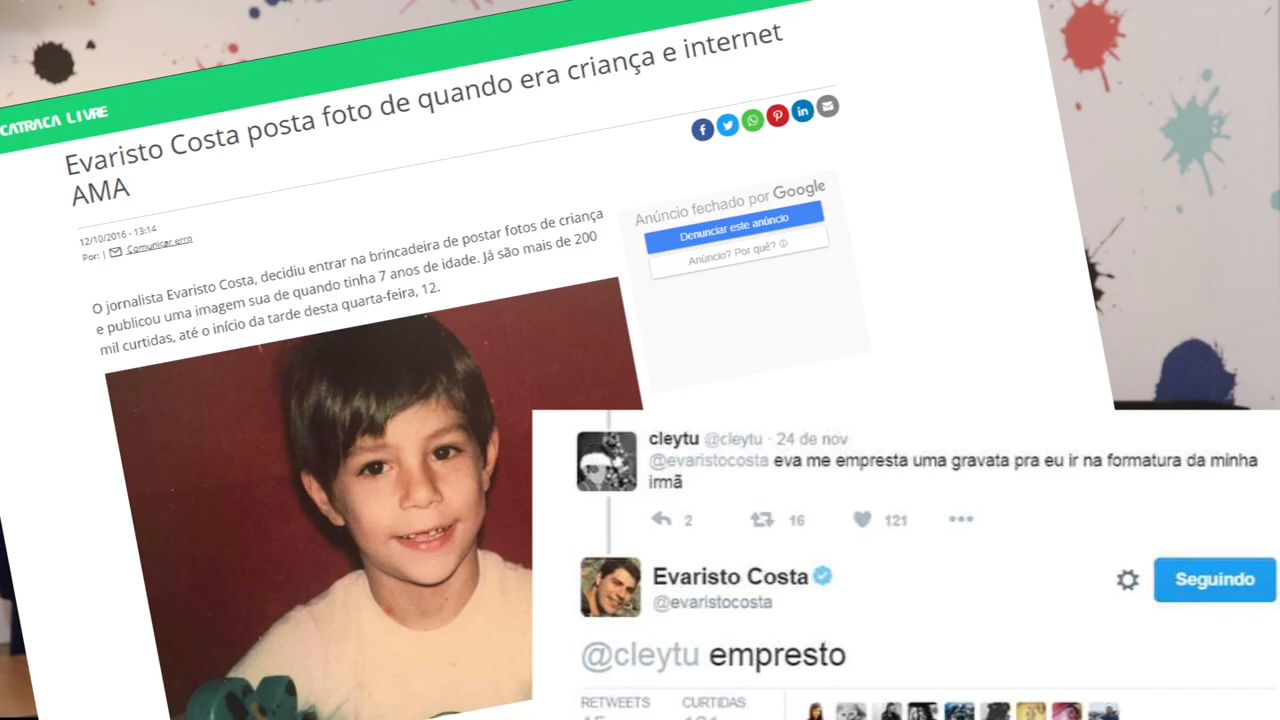 CATRACA LIVRE
Evaristo Costa posta foto de quando era criança e internet
AMA
12/10/2016 - 13:14
Por: | Comunicar erro
O jornalista Evaristo Costa, decidiu entrar na brincadeira de postar fotos de criança
e publicou uma imagem sua de quando tinha 7 anos de idade. Já são mais de 200
mil curtidas, até o início da tarde desta quarta-feira, 12.
Anúncio fechado por Google
Denunciar este anúncio
Anúncio? Por quê?
cleytu @cleytu · 24 de nov
@evaristocosta eva me empresta uma gravata pra eu ir na formatura da minha
irmã
2 16 121
Evaristo Costa
@evaristocosta
Seguindo
@cleytu empresto
RETWEETS CURTIDAS